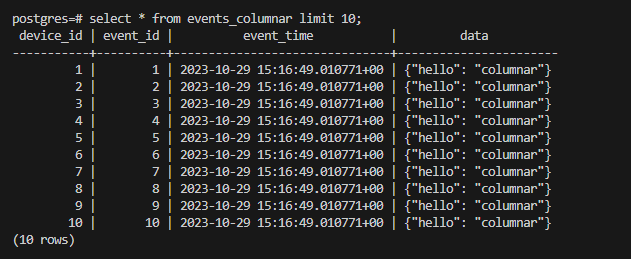 postgres=# select * from events_columnar limit 10;
 device_id | event_id |          event_time           |         data
-----------+----------+-------------------------------+-----------------------
         1 |        1 | 2023-10-29 15:16:49.010771+00 | {"hello": "columnar"}
         2 |        2 | 2023-10-29 15:16:49.010771+00 | {"hello": "columnar"}
         3 |        3 | 2023-10-29 15:16:49.010771+00 | {"hello": "columnar"}
         4 |        4 | 2023-10-29 15:16:49.010771+00 | {"hello": "columnar"}
         5 |        5 | 2023-10-29 15:16:49.010771+00 | {"hello": "columnar"}
         6 |        6 | 2023-10-29 15:16:49.010771+00 | {"hello": "columnar"}
         7 |        7 | 2023-10-29 15:16:49.010771+00 | {"hello": "columnar"}
         8 |        8 | 2023-10-29 15:16:49.010771+00 | {"hello": "columnar"}
         9 |        9 | 2023-10-29 15:16:49.010771+00 | {"hello": "columnar"}
        10 |       10 | 2023-10-29 15:16:49.010771+00 | {"hello": "columnar"}
(10 rows)